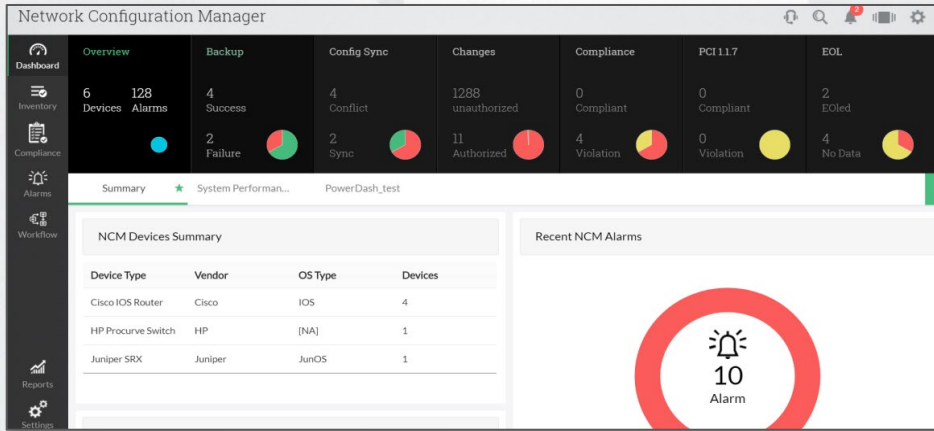 Network Configuration Manager
2
Dashboard
Inventory
Compliance
Alarms
Workflow
Reports
Settings
Overview
6 128
Devices Alarms
Backup
4
Success
2
Failure
Config Sync
4
Conflict
2
Sync
Changes
1288
unauthorized
11
Authorized
Compliance
0
Compliant
4
Violation
PCI 1.1.7
0
Compliant
0
Violation
EOL
2
EOled
4
No Data
Summary System Performan... PowerDash_test
NCM Devices Summary
Device Type Vendor OS Type Devices
Cisco IOS Router Cisco IOS 4
HP Procurve Switch HP [NA] 1
Juniper SRX Juniper JunOS 1
Recent NCM Alarms
10
Alarm